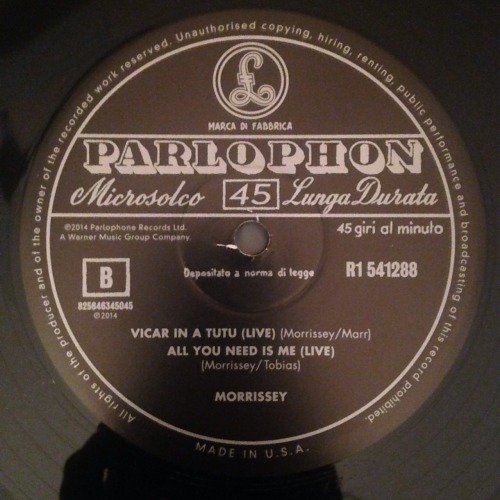 All rights of the producer and of the owner of the recorded work reserved. Unauthorised copying, hiring, renting, public performance and broadcasting of this record prohibited.
£
MARCA DI FABBRICA
PARLOPHON
Microsolco 45 Lunga Durata
℗2014 Parlophone Records Ltd.
A Warner Music Group Company.
45 giri al minuto
B
825646345045
℗2014
Depositato a norma di legge
R1 541288
VICAR IN A TUTU (LIVE) (Morrissey/Marr)
ALL YOU NEED IS ME (LIVE)
(Morrissey/Tobias)
MORRISSEY
MADE IN U.S.A.